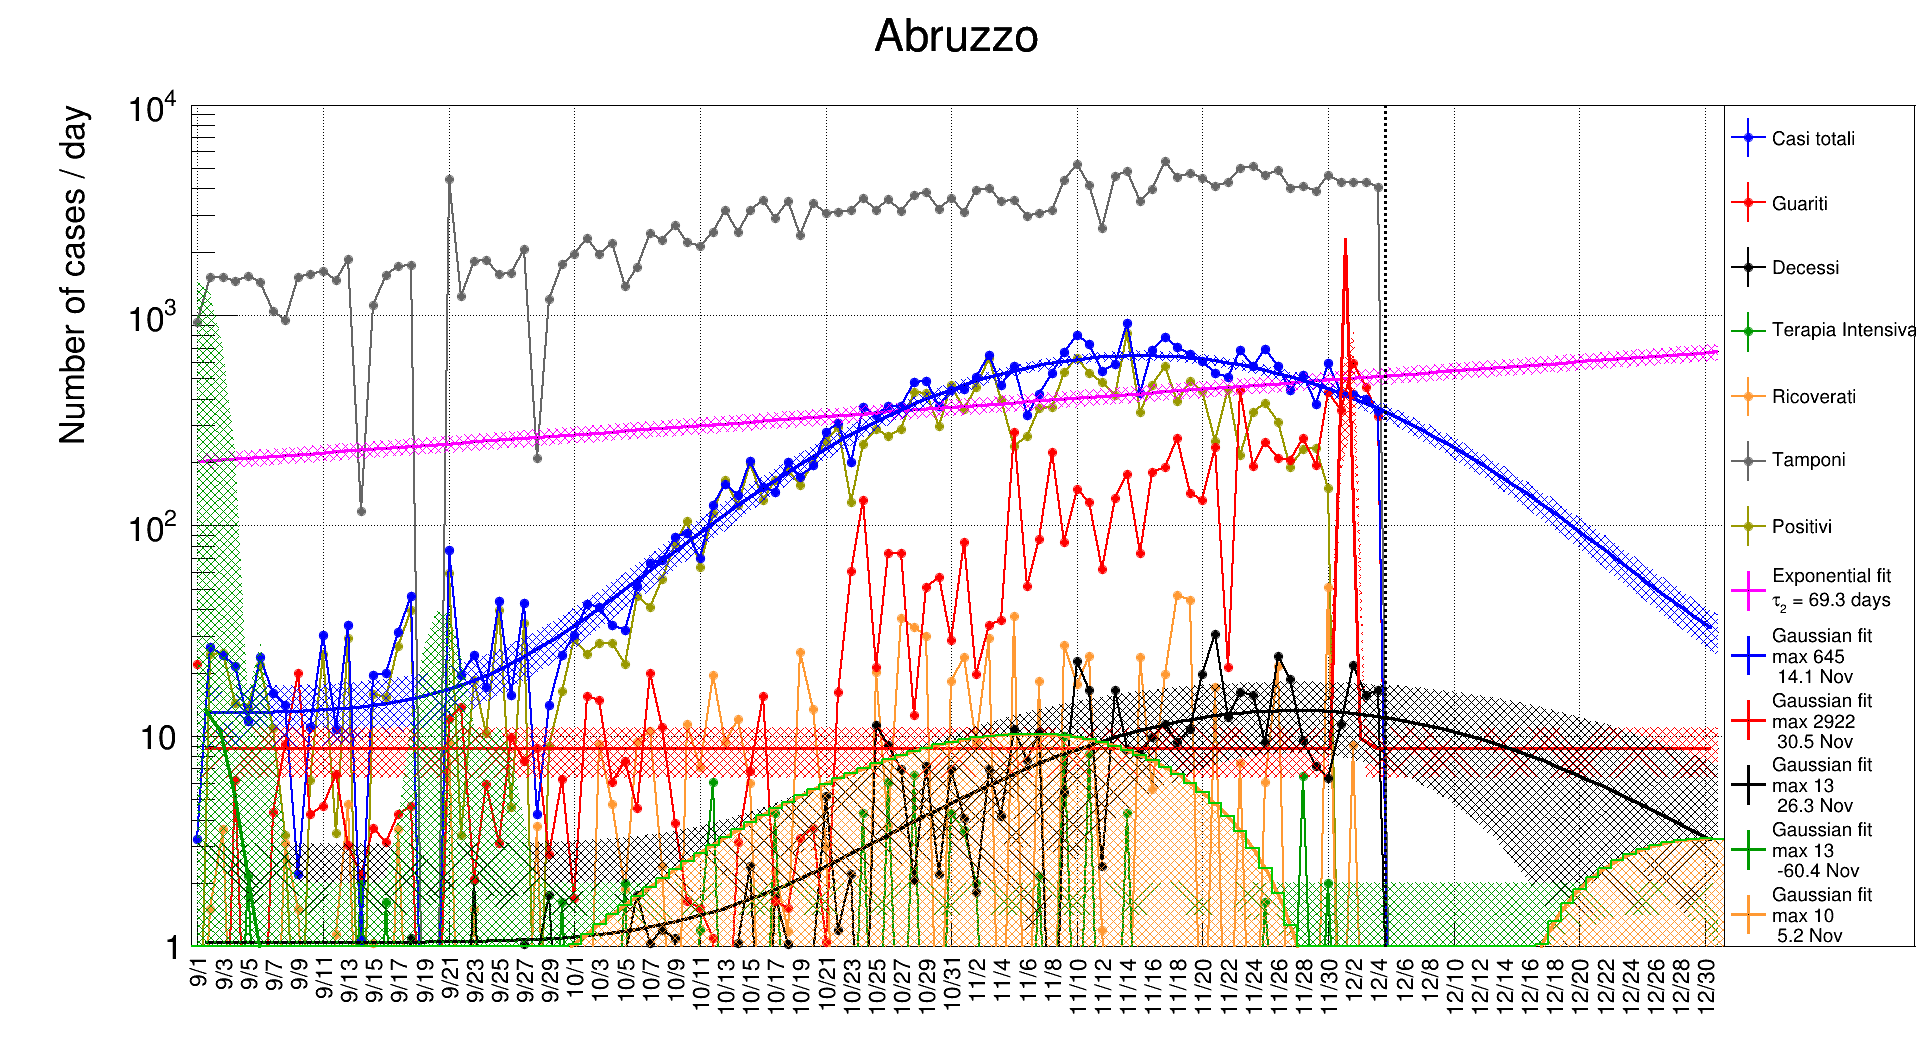 Abruzzo
Number of cases / day
10⁴
10³
10²
10
1
9/1 9/3 9/5 9/7 9/9 9/11 9/13 9/15 9/17 9/19 9/21 9/23 9/25 9/27 9/29 10/1 10/3 10/5 10/7 10/9 10/11 10/13 10/15 10/17 10/19 10/21 10/23 10/25 10/27 10/29 10/31 11/2 11/4 11/6 11/8 11/10 11/12 11/14 11/16 11/18 11/20 11/22 11/24 11/26 11/28 11/30 12/2 12/4 12/6 12/8 12/10 12/12 12/14 12/16 12/18 12/20 12/22 12/24 12/26 12/28 12/30
Casi totali
Guariti
Decessi
Terapia Intensiva
Ricoverati
Tamponi
Positivi
Exponential fit
τ₂ = 69.3 days
Gaussian fit
max 645
14.1 Nov
Gaussian fit
max 2922
30.5 Nov
Gaussian fit
max 13
26.3 Nov
Gaussian fit
max 13
-60.4 Nov
Gaussian fit
max 10
5.2 Nov